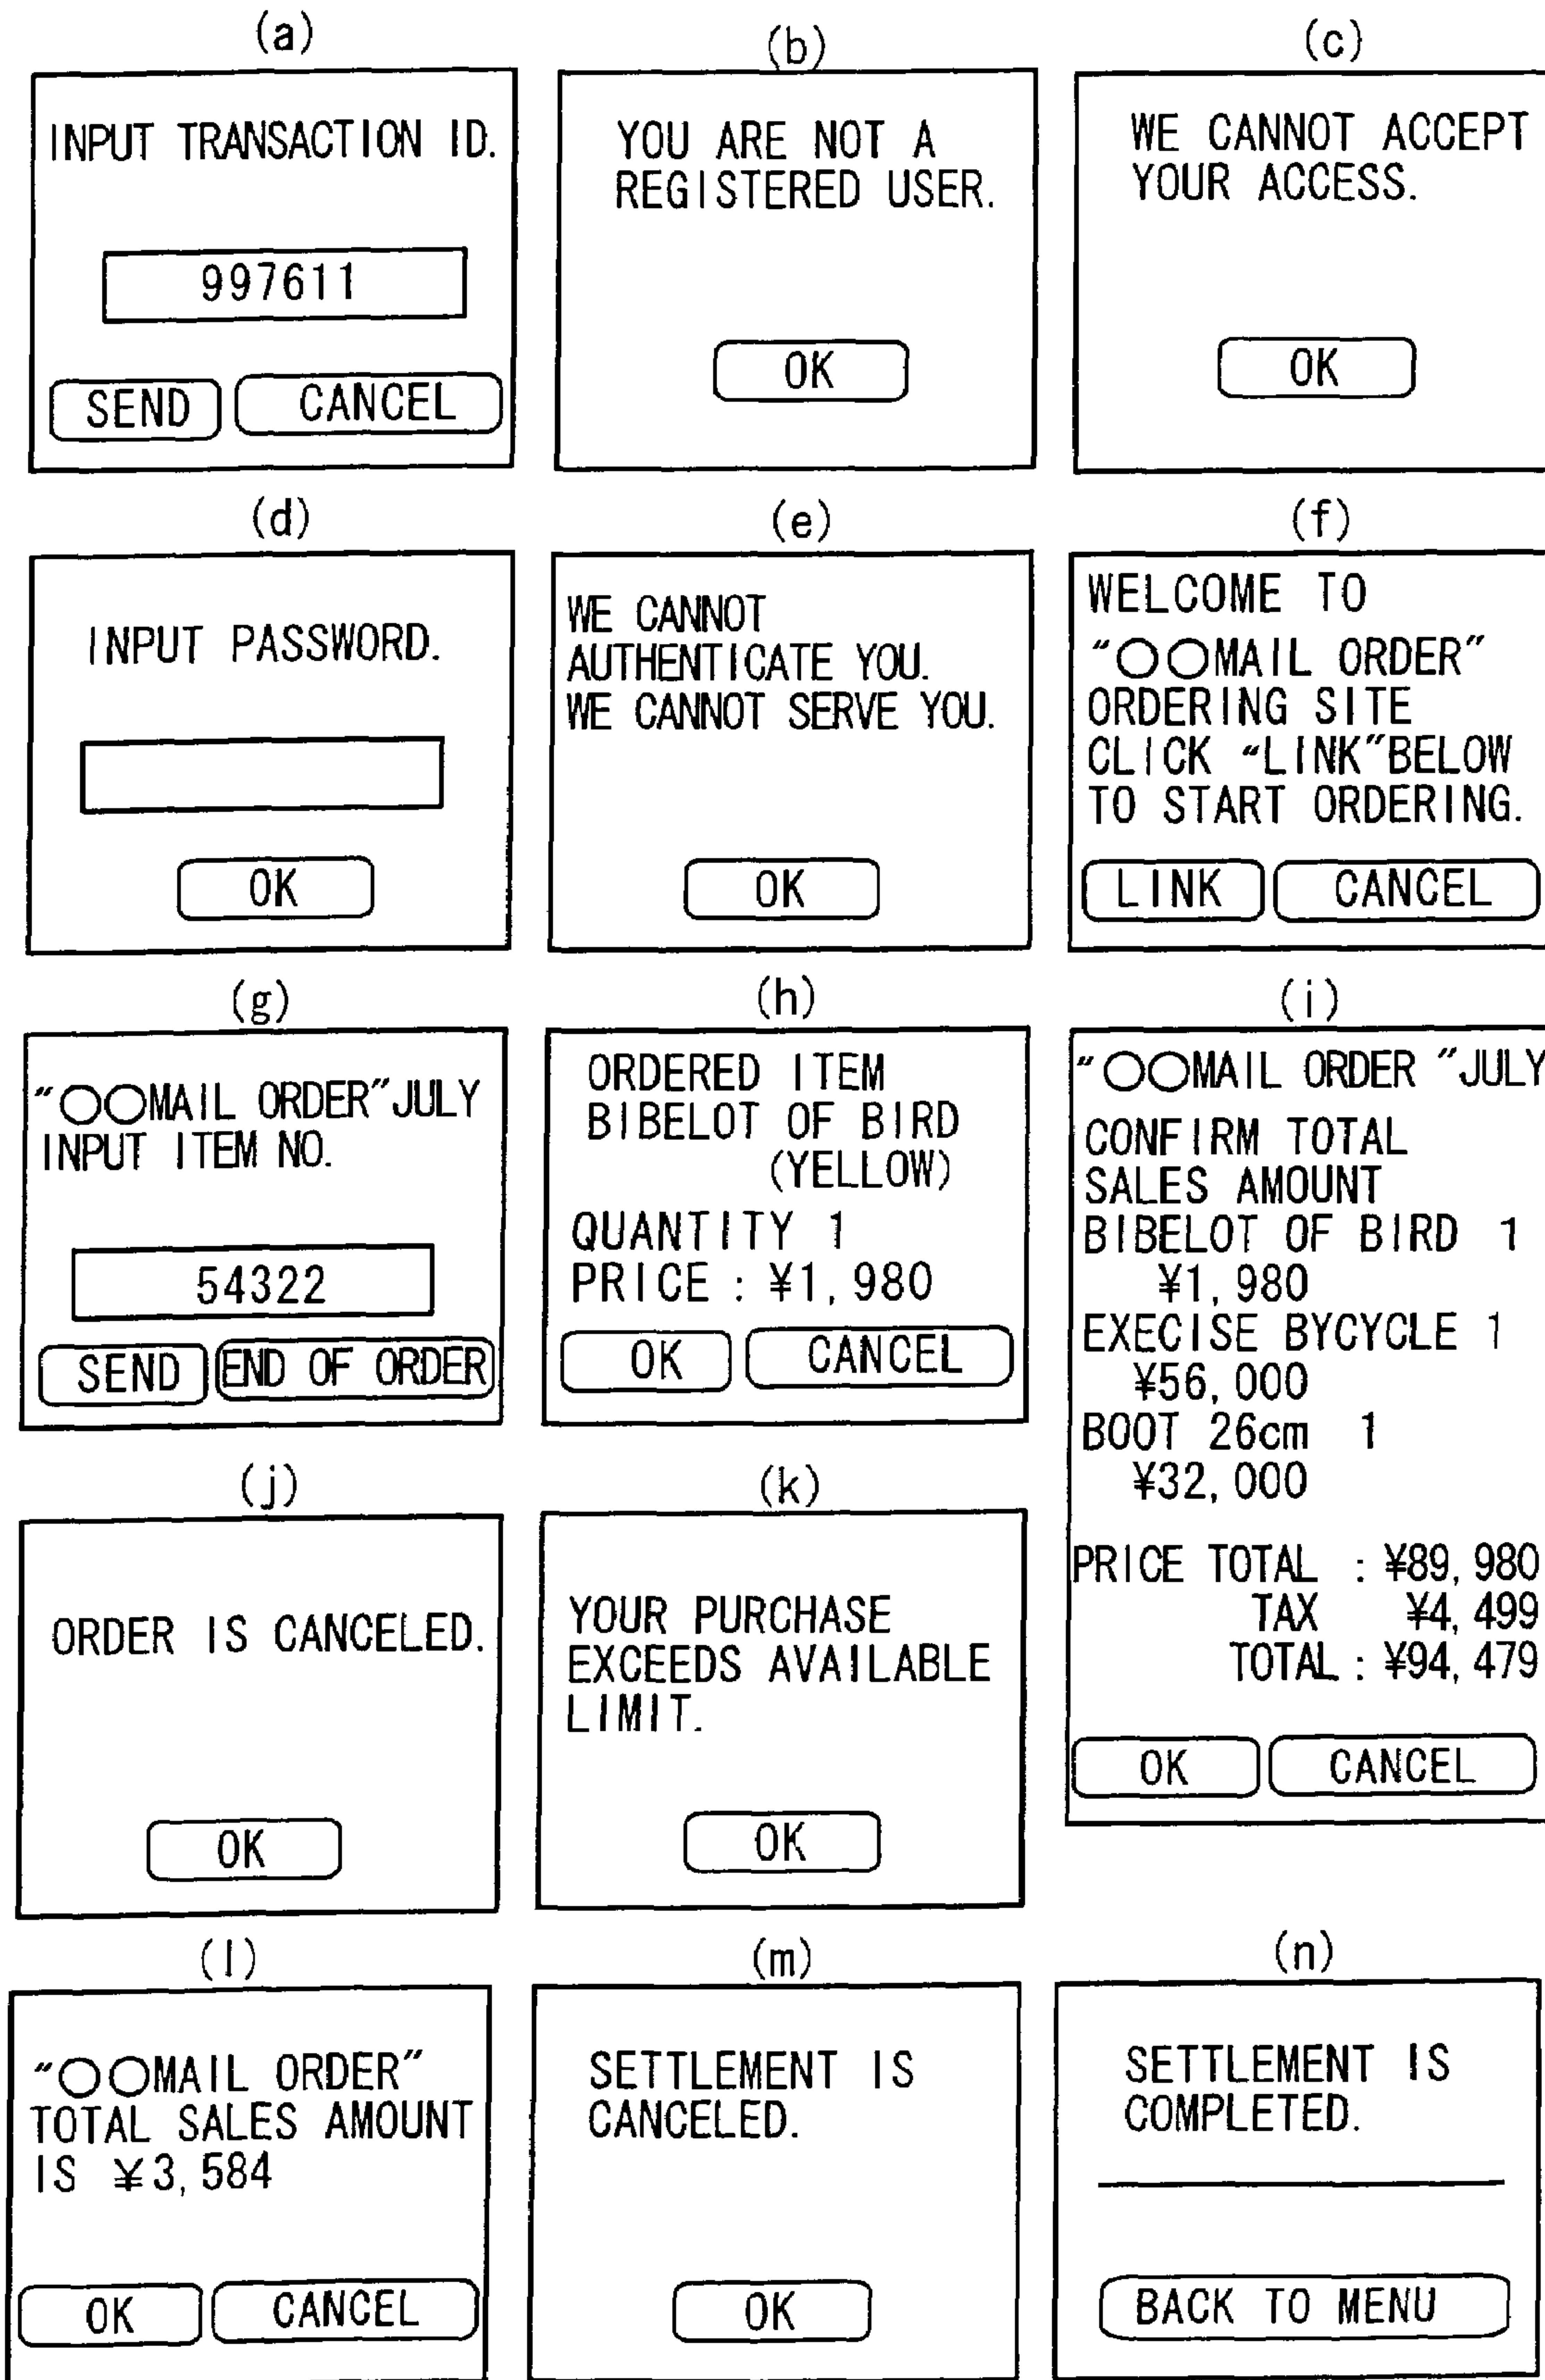 (a)
INPUT TRANSACTION ID.
997611
SEND CANCEL
(b)
YOU ARE NOT A
REGISTERED USER.
OK
(c)
WE CANNOT ACCEPT
YOUR ACCESS.
OK
(d)
INPUT PASSWORD.
OK
(e)
WE CANNOT
AUTHENTICATE YOU.
WE CANNOT SERVE YOU.
OK
(f)
WELCOME TO
"○○MAIL ORDER"
ORDERING SITE
CLICK "LINK"BELOW
TO START ORDERING.
LINK CANCEL
(g)
"○○MAIL ORDER"JULY
INPUT ITEM NO.
54322
SEND END OF ORDER
(h)
ORDERED ITEM
BIBELOT OF BIRD
(YELLOW)
QUANTITY 1
PRICE : ¥1, 980
OK CANCEL
(i)
"○○MAIL ORDER "JULY
CONFIRM TOTAL
SALES AMOUNT
BIBELOT OF BIRD 1
¥1, 980
EXECISE BYCYCLE 1
¥56, 000
BOOT 26cm 1
¥32, 000
PRICE TOTAL : ¥89, 980
TAX ¥4, 499
TOTAL : ¥94, 479
OK CANCEL
(j)
ORDER IS CANCELED.
OK
(k)
YOUR PURCHASE
EXCEEDS AVAILABLE
LIMIT.
OK
(l)
"○○MAIL ORDER"
TOTAL SALES AMOUNT
IS ¥3, 584
OK CANCEL
(m)
SETTLEMENT IS
CANCELED.
OK
(n)
SETTLEMENT IS
COMPLETED.
BACK TO MENU